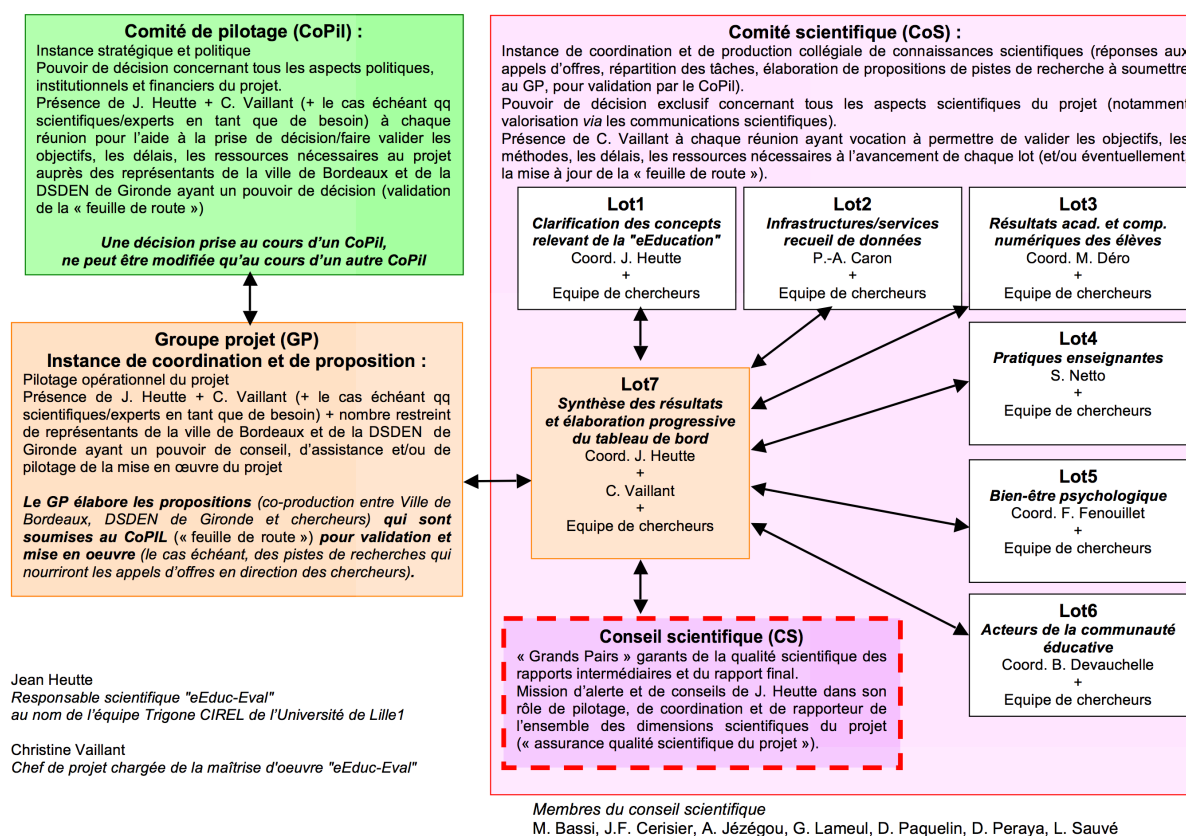 Comité de pilotage (CoPil) :
Instance stratégique et politique
Pouvoir de décision concernant tous les aspects politiques,
institutionnels et financiers du projet.
Présence de J. Heutte + C. Vaillant (+ le cas échéant qq
scientifiques/experts en tant que de besoin) à chaque
réunion pour l'aide à la prise de décision/faire valider les
objectifs, les délais, les ressources nécessaires au projet
auprès des représentants de la ville de Bordeaux et de la
DSDEN de Gironde ayant un pouvoir de décision (validation
de la « feuille de route »)
Une décision prise au cours d'un CoPil,
ne peut être modifiée qu'au cours d'un autre CoPil
Groupe projet (GP)
Instance de coordination et de proposition :
Pilotage opérationnel du projet
Présence de J. Heutte + C. Vaillant (+ le cas échéant qq
scientifiques/experts en tant que de besoin) + nombre restreint
de représentants de la ville de Bordeaux et de la DSDEN de
Gironde ayant un pouvoir de conseil, d'assistance et/ou de
pilotage de la mise en œuvre du projet
Le GP élabore les propositions (co-production entre Ville de
Bordeaux, DSDEN de Gironde et chercheurs) qui sont
soumises au CoPIL (« feuille de route ») pour validation et
mise en oeuvre (le cas échéant, des pistes de recherches qui
nourriront les appels d'offres en direction des chercheurs).
Jean Heutte
Responsable scientifique "eEduc-Eval"
au nom de l'équipe Trigone CIREL de l'Université de Lille1
Christine Vaillant
Chef de projet chargée de la maîtrise d'oeuvre "eEduc-Eval"
Comité scientifique (CoS) :
Instance de coordination et de production collégiale de connaissances scientifiques (réponses aux
appels d'offres, répartition des tâches, élaboration de propositions de pistes de recherche à soumettre
au GP, pour validation par le CoPil).
Pouvoir de décision exclusif concernant tous les aspects scientifiques du projet (notamment
valorisation via les communications scientifiques).
Présence de C. Vaillant à chaque réunion ayant vocation à permettre de valider les objectifs, les
méthodes, les délais, les ressources nécessaires à l'avancement de chaque lot (et/ou éventuellement,
la mise à jour de la « feuille de route »).
Lot1
Clarification des concepts
relevant de la "eEducation"
Coord. J. Heutte
+
Equipe de chercheurs
Lot2
Infrastructures/services
recueil de données
P.-A. Caron
+
Equipe de chercheurs
Lot3
Résultats acad. et comp.
numériques des élèves
Coord. M. Déro
+
Equipe de chercheurs
Lot4
Pratiques enseignantes
S. Netto
+
Equipe de chercheurs
Lot7
Synthèse des résultats
et élaboration progressive
du tableau de bord
Coord. J. Heutte
+
C. Vaillant
+
Equipe de chercheurs
Lot5
Bien-être psychologique
Coord. F. Fenouillet
+
Equipe de chercheurs
Lot6
Acteurs de la communauté
éducative
Coord. B. Devauchelle
+
Equipe de chercheurs
Conseil scientifique (CS)
« Grands Pairs » garants de la qualité scientifique des
rapports intermédiaires et du rapport final.
Mission d'alerte et de conseils de J. Heutte dans son
rôle de pilotage, de coordination et de rapporteur de
l'ensemble des dimensions scientifiques du projet
(« assurance qualité scientifique du projet »).
Membres du conseil scientifique
M. Bassi, J.F. Cerisier, A. Jézégou, G. Lameul, D. Paquelin, D. Peraya, L. Sauvé